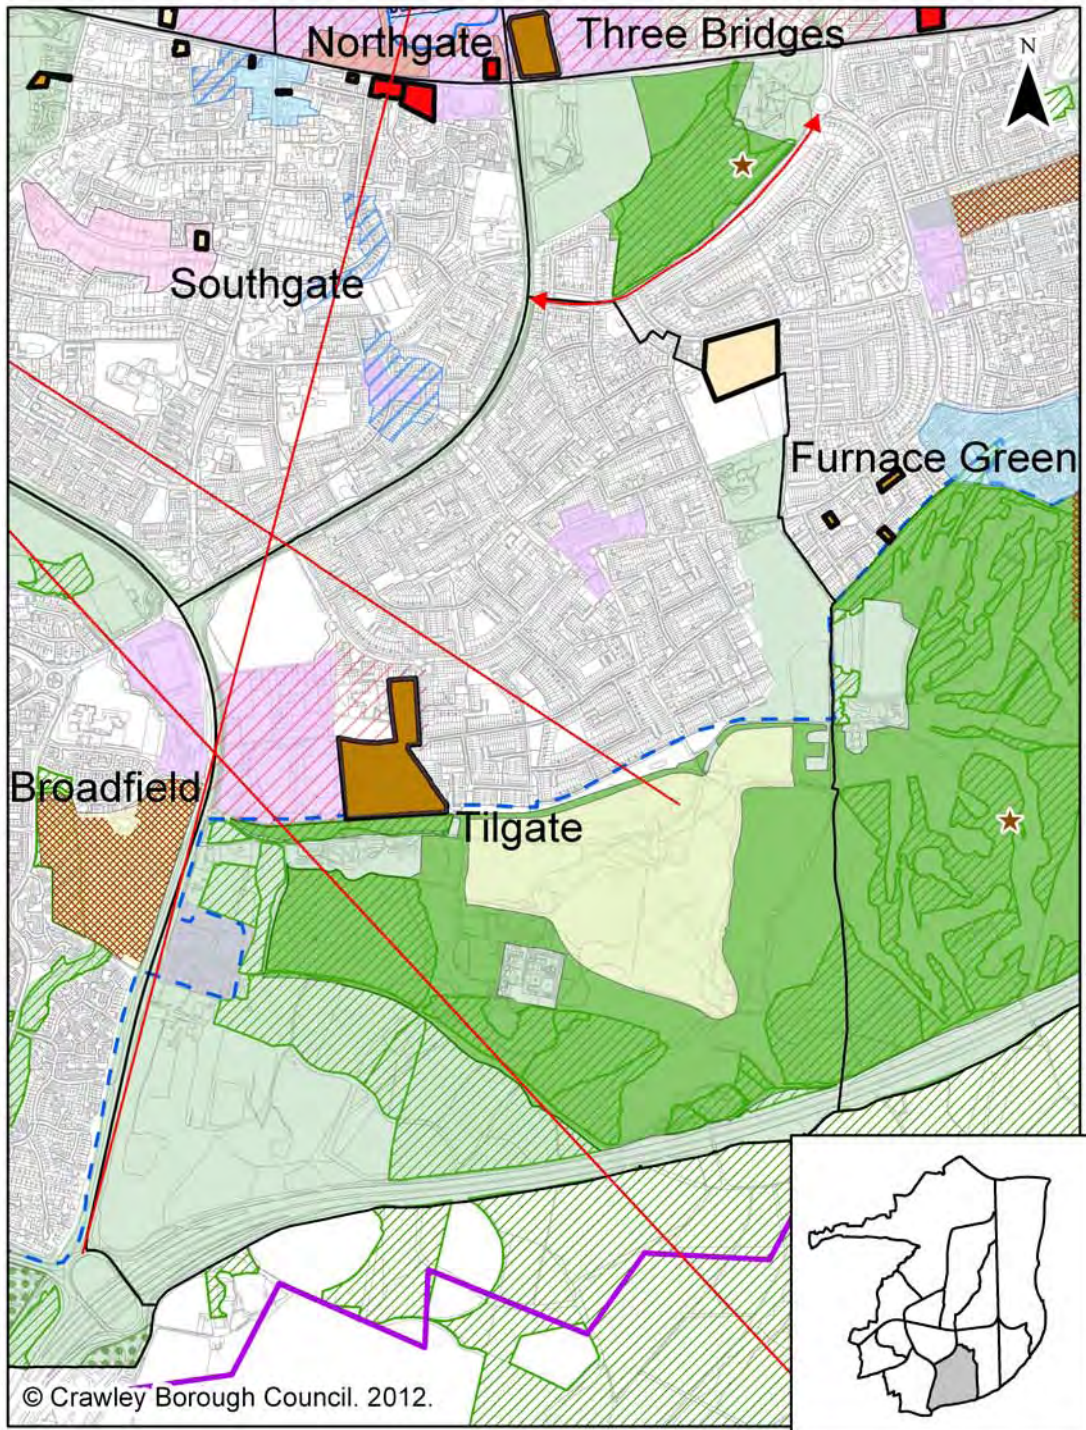 Northgate
Three Bridges
N
Southgate
Furnace Green
Broadfield
Tilgate
© Crawley Borough Council. 2012.